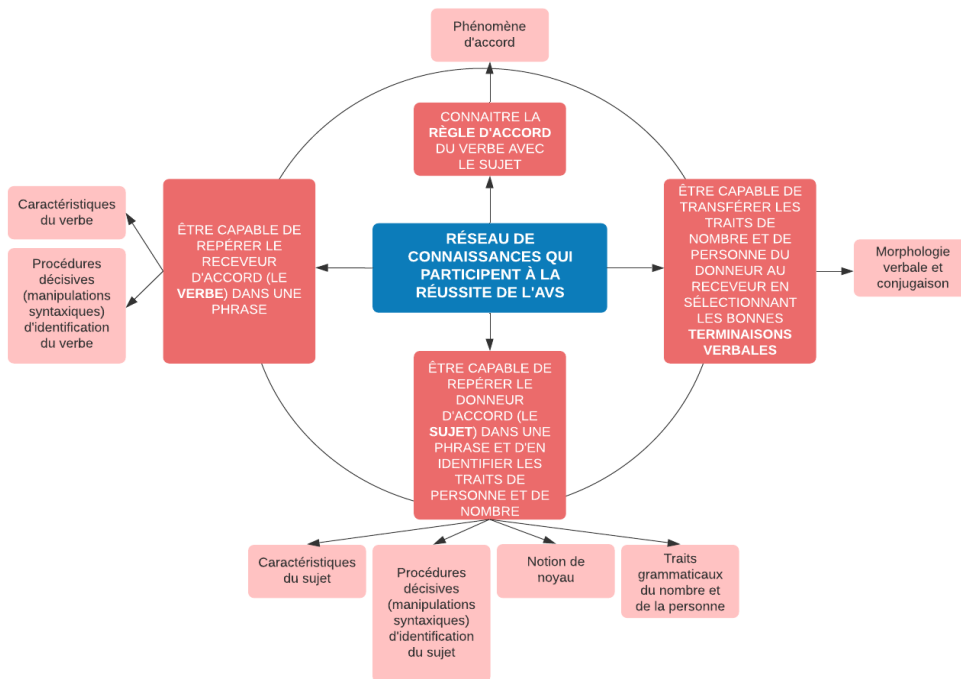 Phénomène
d'accord
CONNAITRE LA
RÈGLE D'ACCORD
DU VERBE AVEC
LE SUJET
Caractéristiques
du verbe
Procédures
décisives
(manipulations
syntaxiques)
d'identification
du verbe
ÊTRE CAPABLE DE
REPÉRER LE
RECEVEUR
D'ACCORD (LE
VERBE) DANS UNE
PHRASE
RÉSEAU DE
CONNAISSANCES QUI
PARTICIPENT À LA
RÉUSSITE DE L'AVS
ÊTRE CAPABLE DE
TRANSFÉRER LES
TRAITS DE
NOMBRE ET DE
PERSONNE DU
DONNEUR AU
RECEVEUR EN
SÉLECTIONNANT
LES BONNES
TERMINAISONS
VERBALES
Morphologie
verbale et
conjugaison
ÊTRE CAPABLE DE
REPÉRER LE
DONNEUR
D'ACCORD (LE
SUJET) DANS UNE
PHRASE ET D'EN
IDENTIFIER LES
TRAITS DE
PERSONNE ET DE
NOMBRE
Caractéristiques
du sujet
Procédures
décisives
(manipulations
syntaxiques)
d'identification
du sujet
Notion de
noyau
Traits
grammaticaux
du nombre et
de la personne